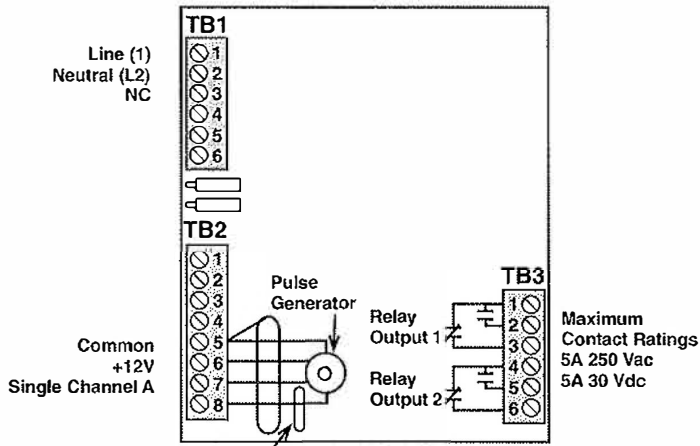 TB1
Line (1)
Neutral (L2)
NC
1
2
3
4
5
6
TB2
1
2
3
4
5
6
7
8
Common
+12V
Single Channel A
Pulse
Generator
Relay
Output 1
Relay
Output 2
TB3
1
2
3
4
5
6
Maximum
Contact Ratings
5A 250 Vac
5A 30 Vdc